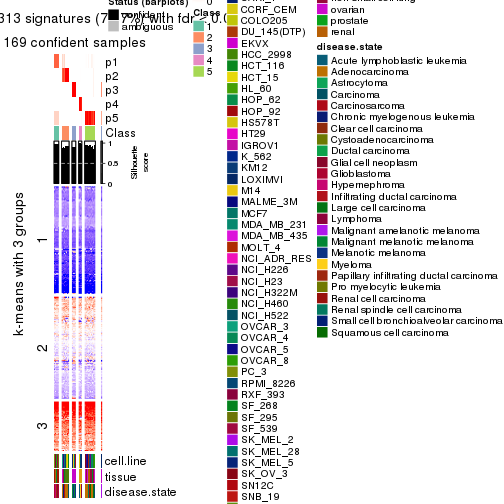 Status (barplots)
confident
ambiguous
169 confident samples
p1
p2
p3
p4
p5
Class
1
0.5
0
Silhouette
score
k-means with 3 groups
1
2
3
cell.line
tissue
disease.state
Class
1
2
3
4
5
CCRF_CEM
COLO205
DU_145(DTP)
EKVX
HCC_2998
HCT_116
HCT_15
HL_60
HOP_62
HOP_92
HS578T
HT29
IGROV1
K_562
KM12
LOXIMVI
M14
MALME_3M
MCF7
MDA_MB_231
MDA_MB_435
MOLT_4
NCI_ADR_RES
NCI_H226
NCI_H23
NCI_H322M
NCI_H460
NCI_H522
OVCAR_3
OVCAR_4
OVCAR_5
OVCAR_8
PC_3
RPMI_8226
RXF_393
SF_268
SF_295
SF_539
SK_MEL_2
SK_MEL_28
SK_MEL_5
SK_OV_3
SN12C
SNB_19
ovarian
prostate
renal
disease.state
Acute lymphoblastic leukemia
Adenocarcinoma
Astrocytoma
Carcinoma
Carcinosarcoma
Chronic myelogenous leukemia
Clear cell carcinoma
Cystoadenocarcinoma
Ductal carcinoma
Glial cell neoplasm
Glioblastoma
Hypernephroma
Infiltrating ductal carcinoma
Large cell carcinoma
Lymphoma
Malignant amelanotic melanoma
Malignant melanotic melanoma
Melanotic melanoma
Myeloma
Papillary infiltrating ductal carcinoma
Pro myelocytic leukemia
Renal cell carcinoma
Renal spindle cell carcinoma
Small cell bronchioalveolar carcinoma
Squamous cell carcinoma